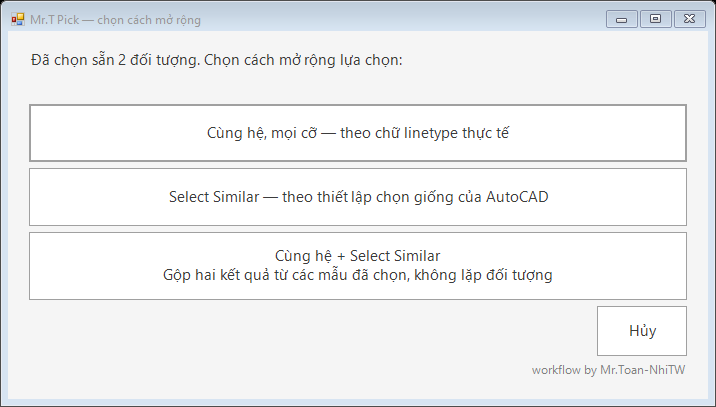 Mr.T Pick — chọn cách mở rộng
Đã chọn sẵn 2 đối tượng. Chọn cách mở rộng lựa chọn:
Cùng hệ, mọi cỡ — theo chữ linetype thực tế
Select Similar — theo thiết lập chọn giống của AutoCAD
Cùng hệ + Select Similar
Gộp hai kết quả từ các mẫu đã chọn, không lặp đối tượng
Hủy
workflow by Mr.Toan-NhiTW